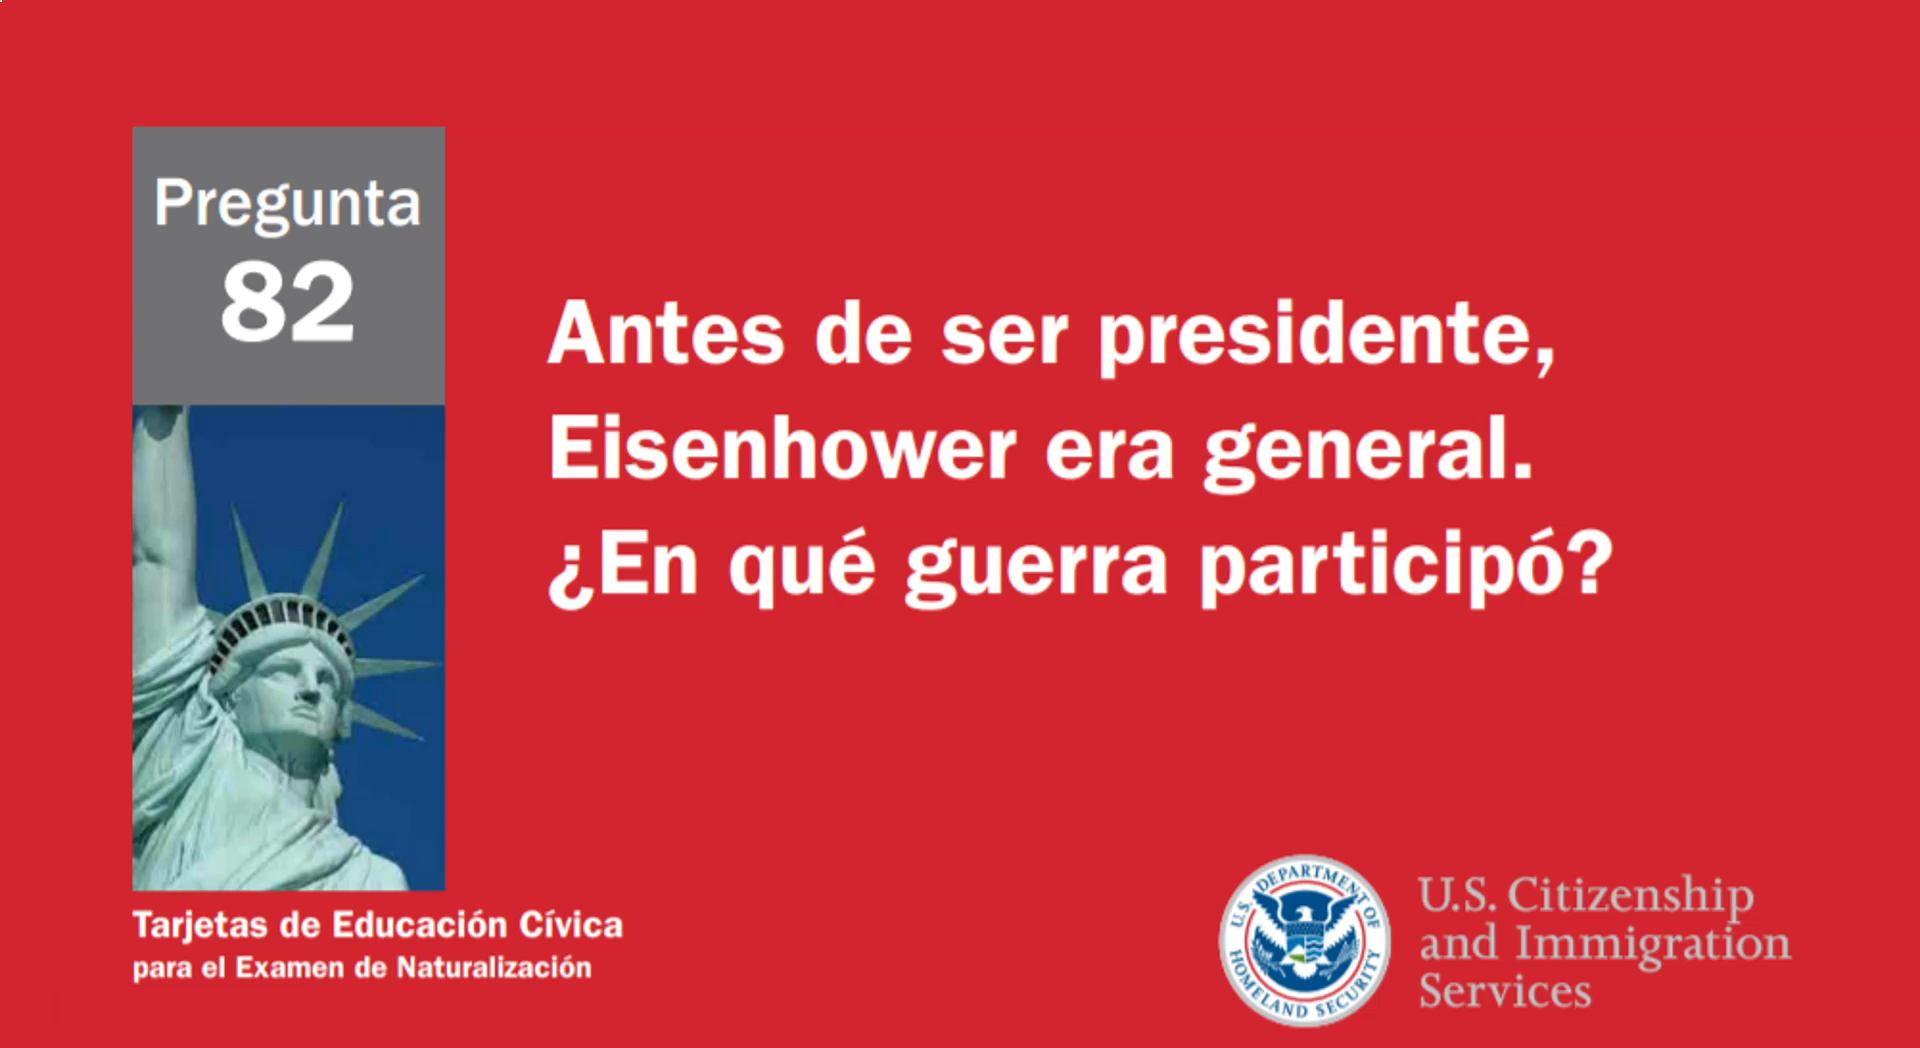 Pregunta
82
Antes de ser presidente,
Eisenhower era general.
¿En qué guerra participó?
Tarjetas de Educación Cívica
para el Examen de Naturalización
U.S. DEPARTMENT OF
HOMELAND SECURITY
U.S. Citizenship
and Immigration
Services